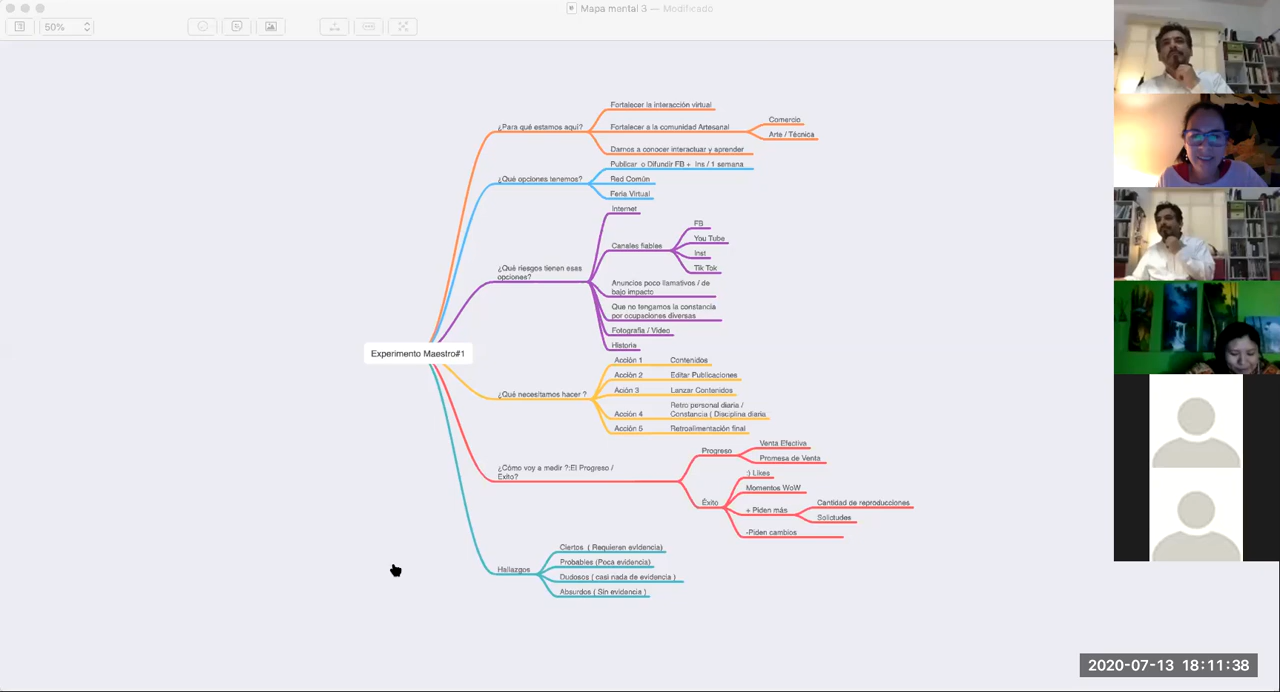 Mapa mental 3 — Modificado
50%
Experimento Maestro#1
¿Para qué estamos aquí?
Fortalecer la interacción virtual
Fortalecer a la comunidad Artesanal
Comercio
Arte / Técnica
Darnos a conocer interactuar y aprender
¿Qué opciones tenemos?
Publicar o Difundir FB + Ins / 1 semana
Red Común
Feria Virtual
¿Qué riesgos tienen esas
opciones?
Internet
Canales fiables
FB
You Tube
Inst
Tik Tok
Anuncios poco llamativos / de
bajo impacto
Que no tengamos la constancia
por ocupaciones diversas
Fotografía / Video
Historia
¿Qué necesitamos hacer ?
Acción 1 Contenidos
Acción 2 Editar Publicaciones
Ación 3 Lanzar Contenidos
Acción 4 Retro personal diaria /
Constancia ( Disciplina diaria
Acción 5 Retroalimentación final
¿Cómo voy a medir ?:El Progreso /
Exito?
Progreso
Venta Efectiva
Promesa de Venta
Éxito
:) Likes
Momentos WoW
+ Piden más
Cantidad de reproducciones
Solicitudes
-Piden cambios
Hallazgos
Ciertos ( Requieren evidencia)
Probables (Poca evidencia)
Dudosos ( casi nada de evidencia )
Absurdos ( Sin evidencia )
2020-07-13 18:11:38